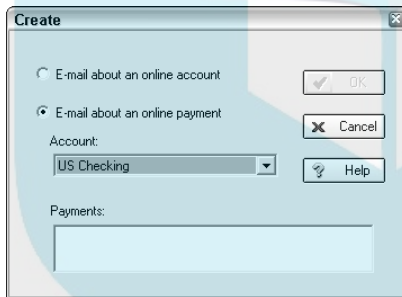 Create
E-mail about an online account
OK
E-mail about an online payment
Cancel
Account:
US Checking
Help
Payments: